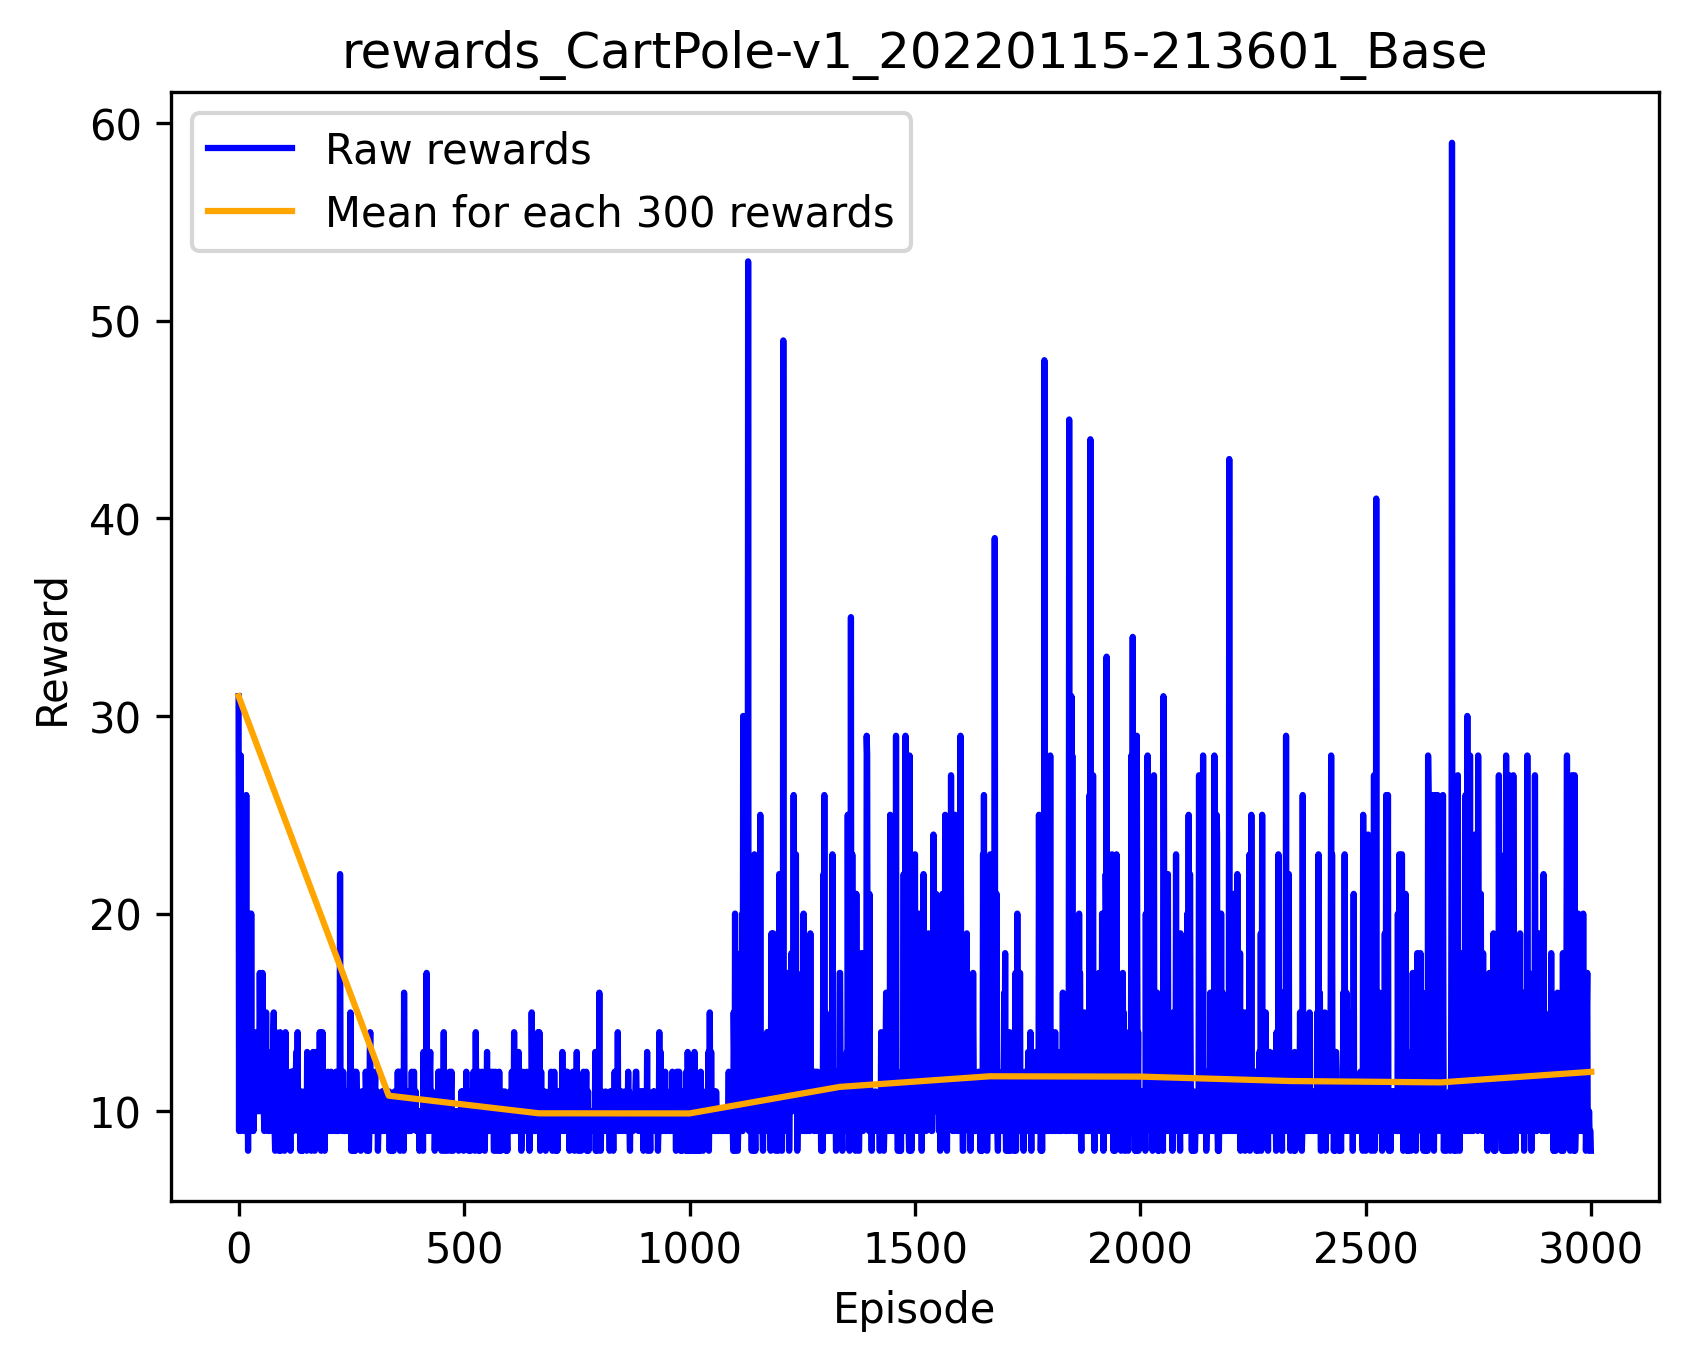 rewards_CartPole-v1_20220115-213601_Base
Raw rewards
Mean for each 300 rewards
60
50
40
30
20
10
Reward
0 500 1000 1500 2000 2500 3000
Episode